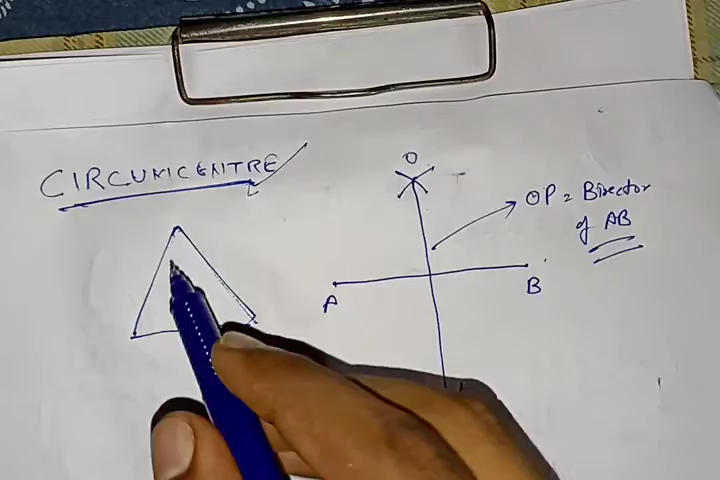 CIRCUMCENTRE
O
OP = Bisector
of AB
A
B